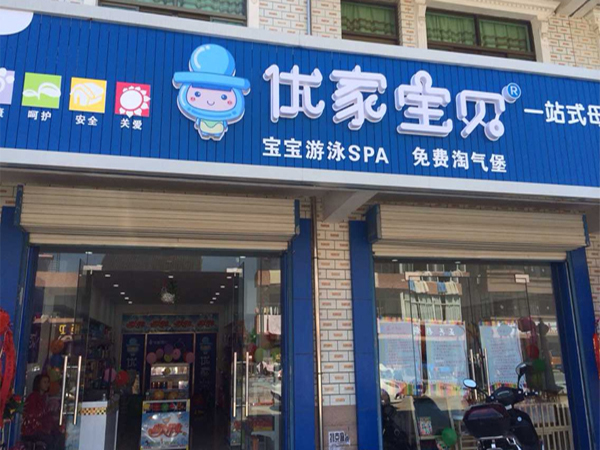 优家宝贝®
一站式母
宝宝游泳SPA 免费淘气堡
呵护 安全 关爱